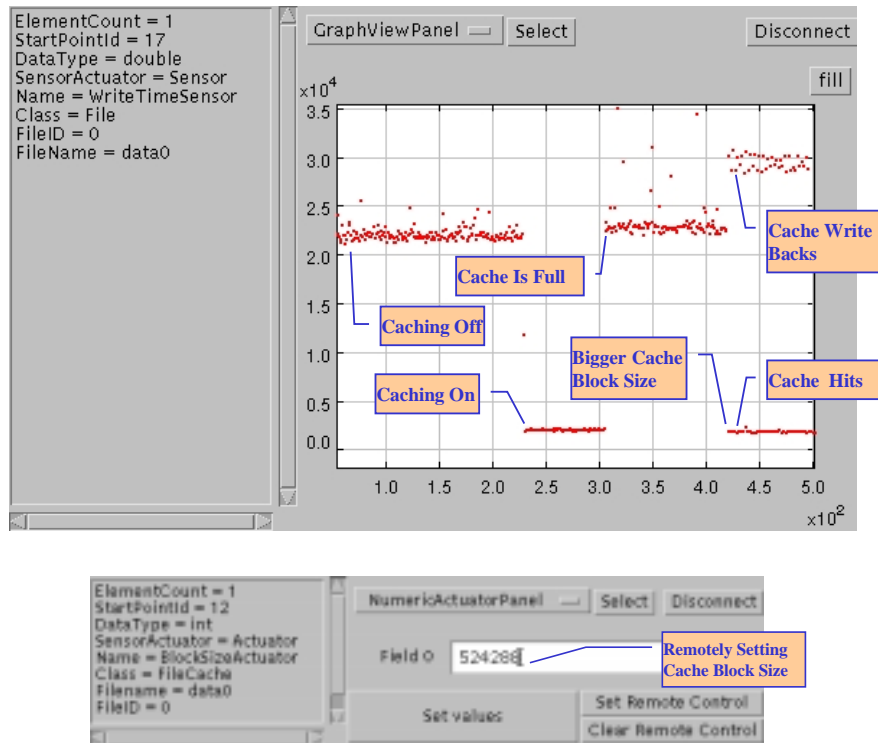 ElementCount = 1
StartPointId = 17
DataType = double
SensorActuator = Sensor
Name = WriteTimeSensor
Class = File
FileID = 0
FileName = data0
GraphViewPanel
Select
Disconnect
fill
×10^4
3.5
3.0
2.5
2.0
1.5
1.0
0.5
0.0
Cache Write
Backs
Cache Is Full
Caching Off
Bigger Cache
Block Size
Cache Hits
Caching On
1.0 1.5 2.0 2.5 3.0 3.5 4.0 4.5 5.0
×10^2
ElementCount = 1
StartPointId = 12
DataType = int
SensorActuator = Actuator
Name = BlockSizeActuator
Class = FileCache
Filename = data0
FileID = 0
NumericActuatorPanel
Select
Disconnect
Field 0
524288
Remotely Setting
Cache Block Size
Set values
Set Remote Control
Clear Remote Control